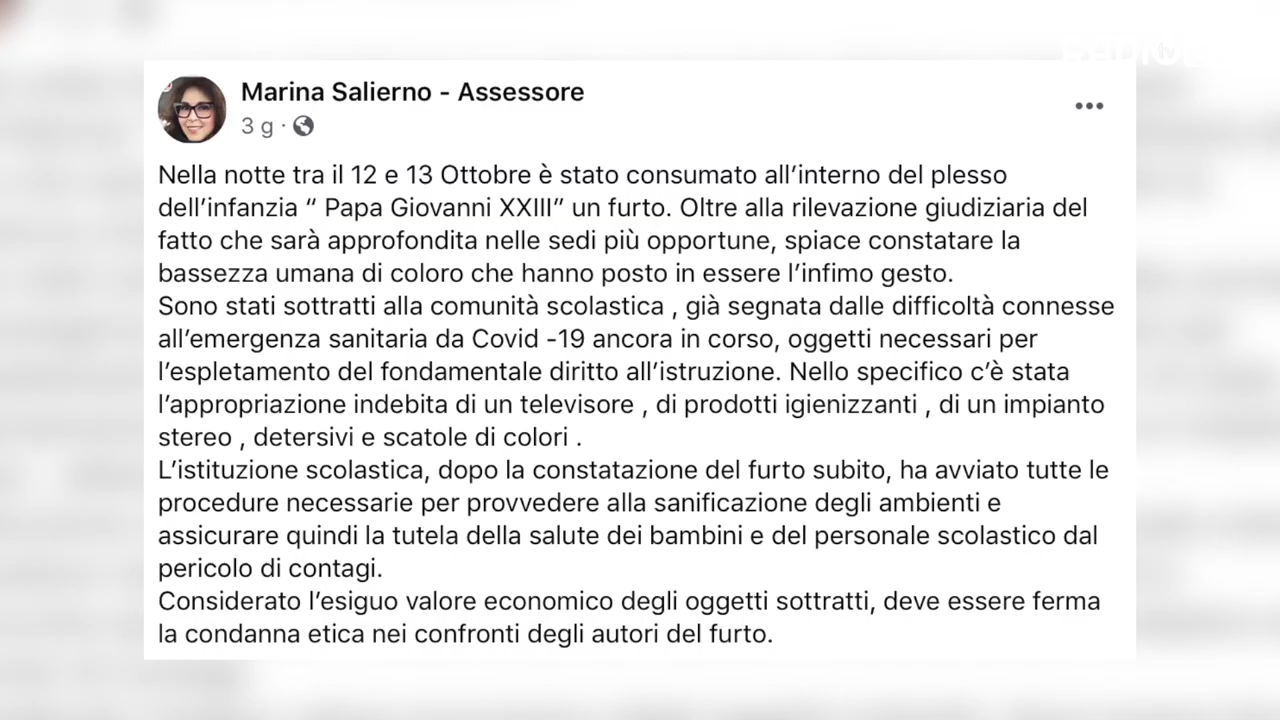 Marina Salierno - Assessore
3 g ·
Nella notte tra il 12 e 13 Ottobre è stato consumato all’interno del plesso
dell’infanzia “ Papa Giovanni XXIII” un furto. Oltre alla rilevazione giudiziaria del
fatto che sarà approfondita nelle sedi più opportune, spiace constatare la
bassezza umana di coloro che hanno posto in essere l’infimo gesto.
Sono stati sottratti alla comunità scolastica , già segnata dalle difficoltà connesse
all’emergenza sanitaria da Covid -19 ancora in corso, oggetti necessari per
l’espletamento del fondamentale diritto all’istruzione. Nello specifico c’è stata
l’appropriazione indebita di un televisore , di prodotti igienizzanti , di un impianto
stereo , detersivi e scatole di colori .
L’istituzione scolastica, dopo la constatazione del furto subito, ha avviato tutte le
procedure necessarie per provvedere alla sanificazione degli ambienti e
assicurare quindi la tutela della salute dei bambini e del personale scolastico dal
pericolo di contagi.
Considerato l’esiguo valore economico degli oggetti sottratti, deve essere ferma
la condanna etica nei confronti degli autori del furto.